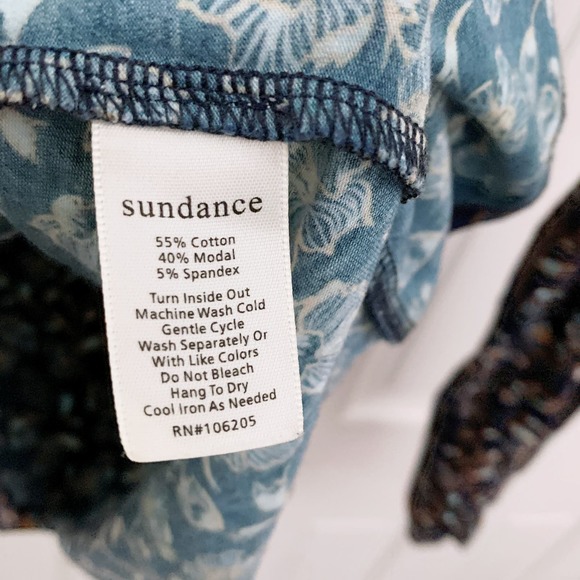 sundance
55% Cotton
40% Modal
5% Spandex
Turn Inside Out
Machine Wash Cold
Gentle Cycle
Wash Separately Or
With Like Colors
Do Not Bleach
Hang To Dry
Cool Iron As Needed
RN#106205